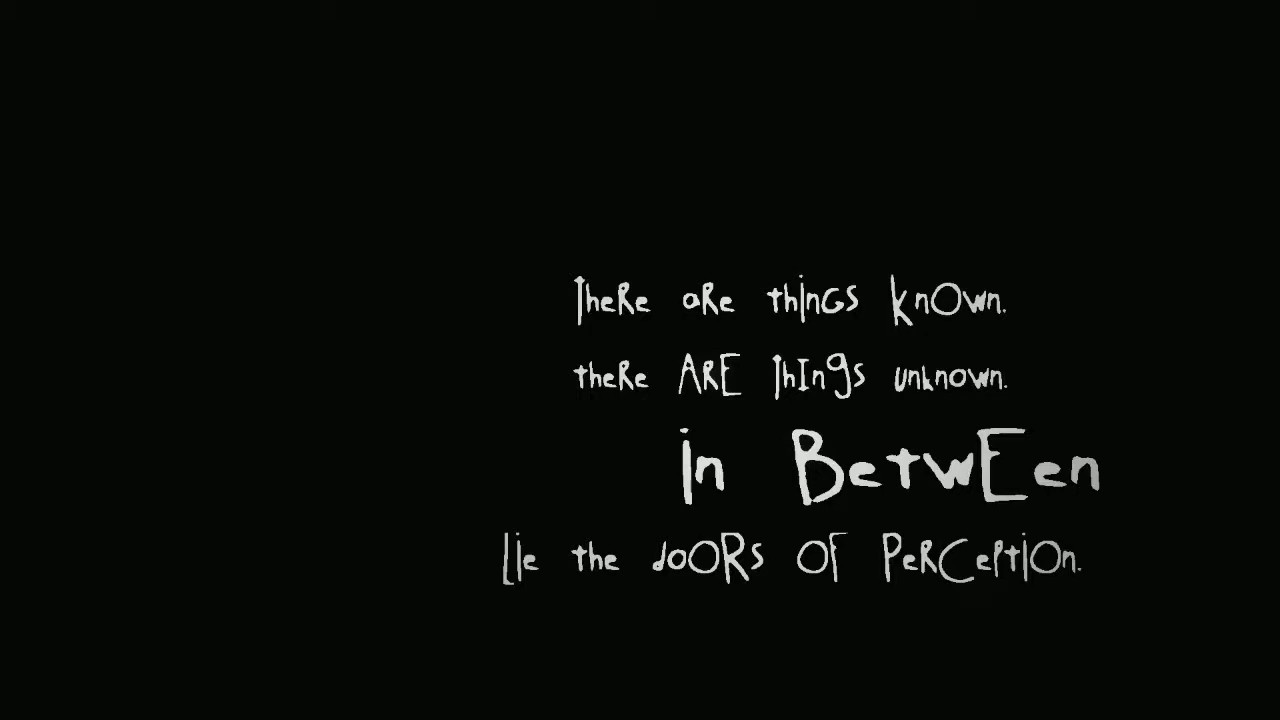 There are things known.
there ARE things unknown.
in BetwEen
Lie the dOORS OF PeRCeptiOn.